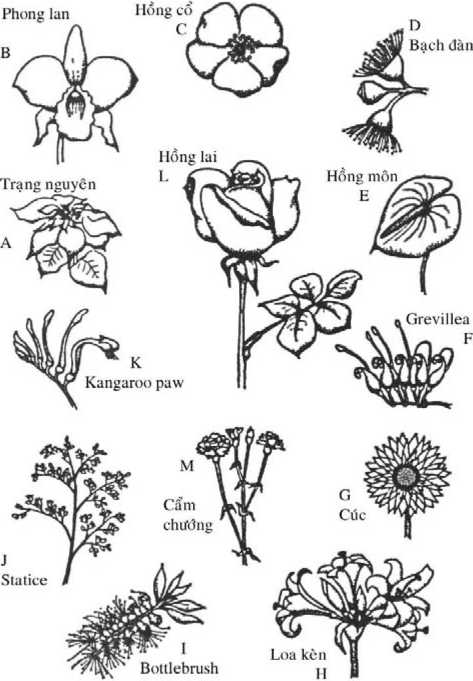 Phong lan
B
Hồng cổ
C
D
Bạch đàn
Hồng lai
L
Hồng môn
E
Trạng nguyên
A
Grevillea
F
K
Kangaroo paw
M
Cẩm
chướng
G
Cúc
J
Statice
I
Bottlebrush
Loa kèn
H